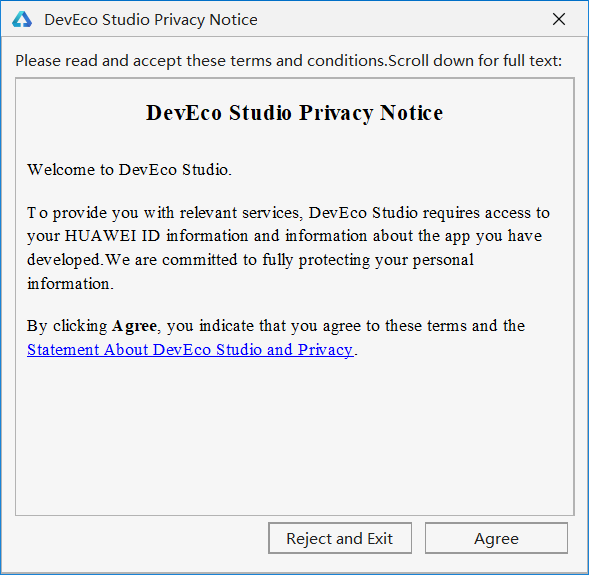 DevEco Studio Privacy Notice
Please read and accept these terms and conditions.Scroll down for full text:
DevEco Studio Privacy Notice
Welcome to DevEco Studio.
To provide you with relevant services, DevEco Studio requires access to
your HUAWEI ID information and information about the app you have
developed.We are committed to fully protecting your personal
information.
By clicking Agree, you indicate that you agree to these terms and the
Statement About DevEco Studio and Privacy.
Reject and Exit
Agree